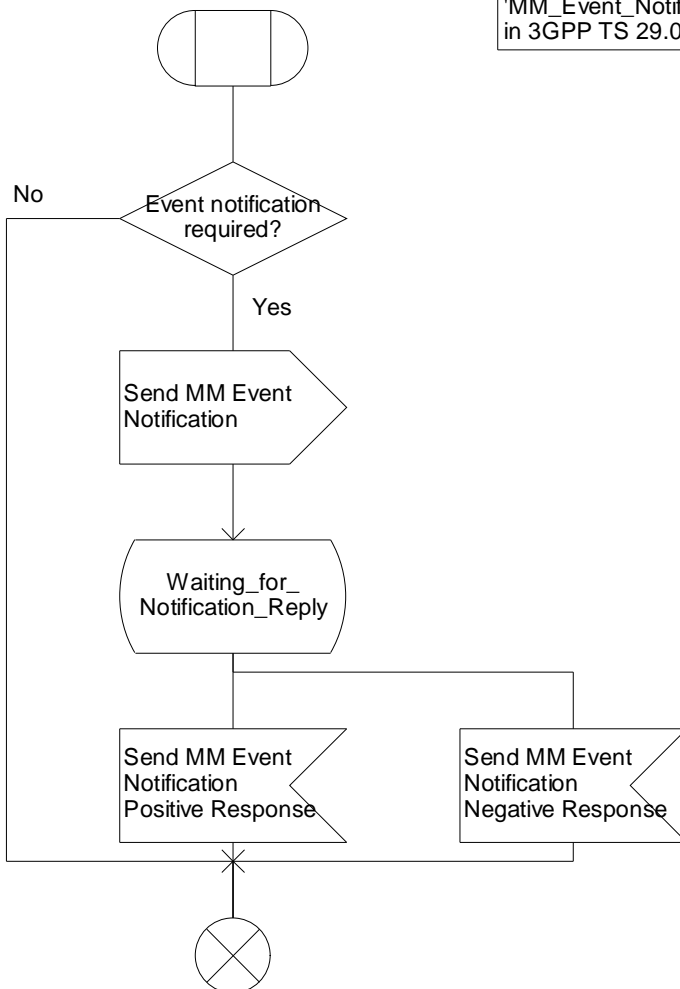 'MM_Event_Notif
in 3GPP TS 29.0
No
Event notification
required?
Yes
Send MM Event
Notification
Waiting_for_
Notification_Reply
Send MM Event
Notification
Positive Response
Send MM Event
Notification
Negative Response